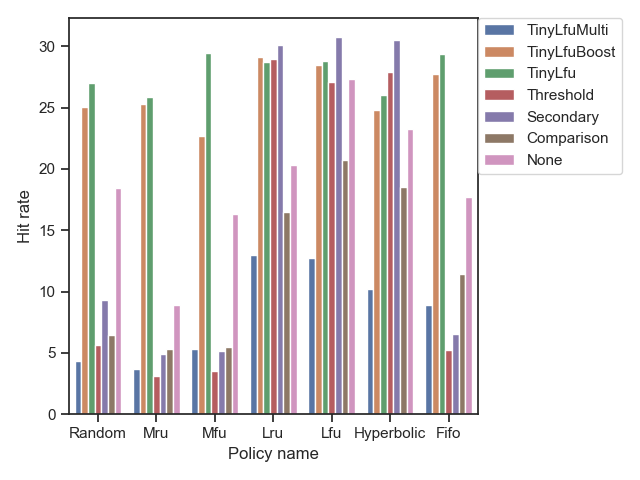 TinyLfuMulti
TinyLfuBoost
TinyLfu
Threshold
Secondary
Comparison
None
Hit rate
30
25
20
15
10
5
0
Random Mru Mfu Lru Lfu Hyperbolic Fifo
Policy name